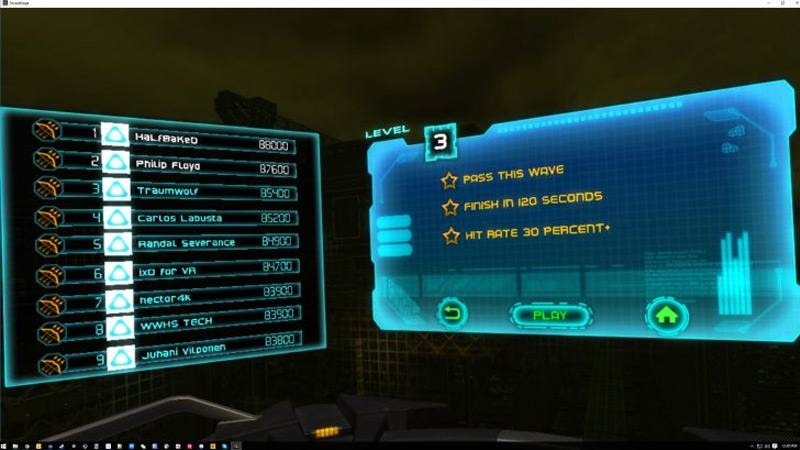 1 HaLfBaKeD 88000
2 Philip Floyd 87600
3 Traumwolf 85400
4 Carlos Labusta 85200
5 Randal Severance 84900
6 iXD for VR 84700
7 hector4k 83900
8 WWHS TECH 83900
9 Juhani Vilponen 83800
LEVEL 3
PASS THIS WAVE
FINISH IN 120 SECONDS
HIT RATE 30 PERCENT+
PLAY